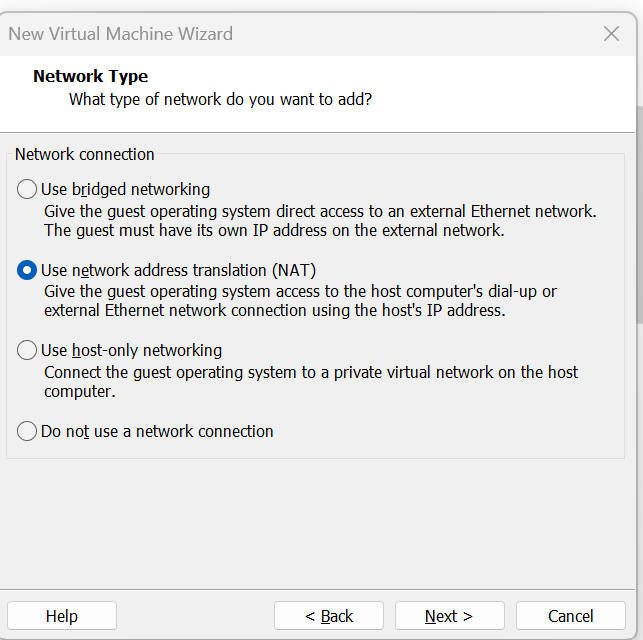 New Virtual Machine Wizard
Network Type
What type of network do you want to add?
Network connection
Use bridged networking
Give the guest operating system direct access to an external Ethernet network.
The guest must have its own IP address on the external network.
Use network address translation (NAT)
Give the guest operating system access to the host computer's dial-up or
external Ethernet network connection using the host's IP address.
Use host-only networking
Connect the guest operating system to a private virtual network on the host
computer.
Do not use a network connection
Help
< Back
Next >
Cancel